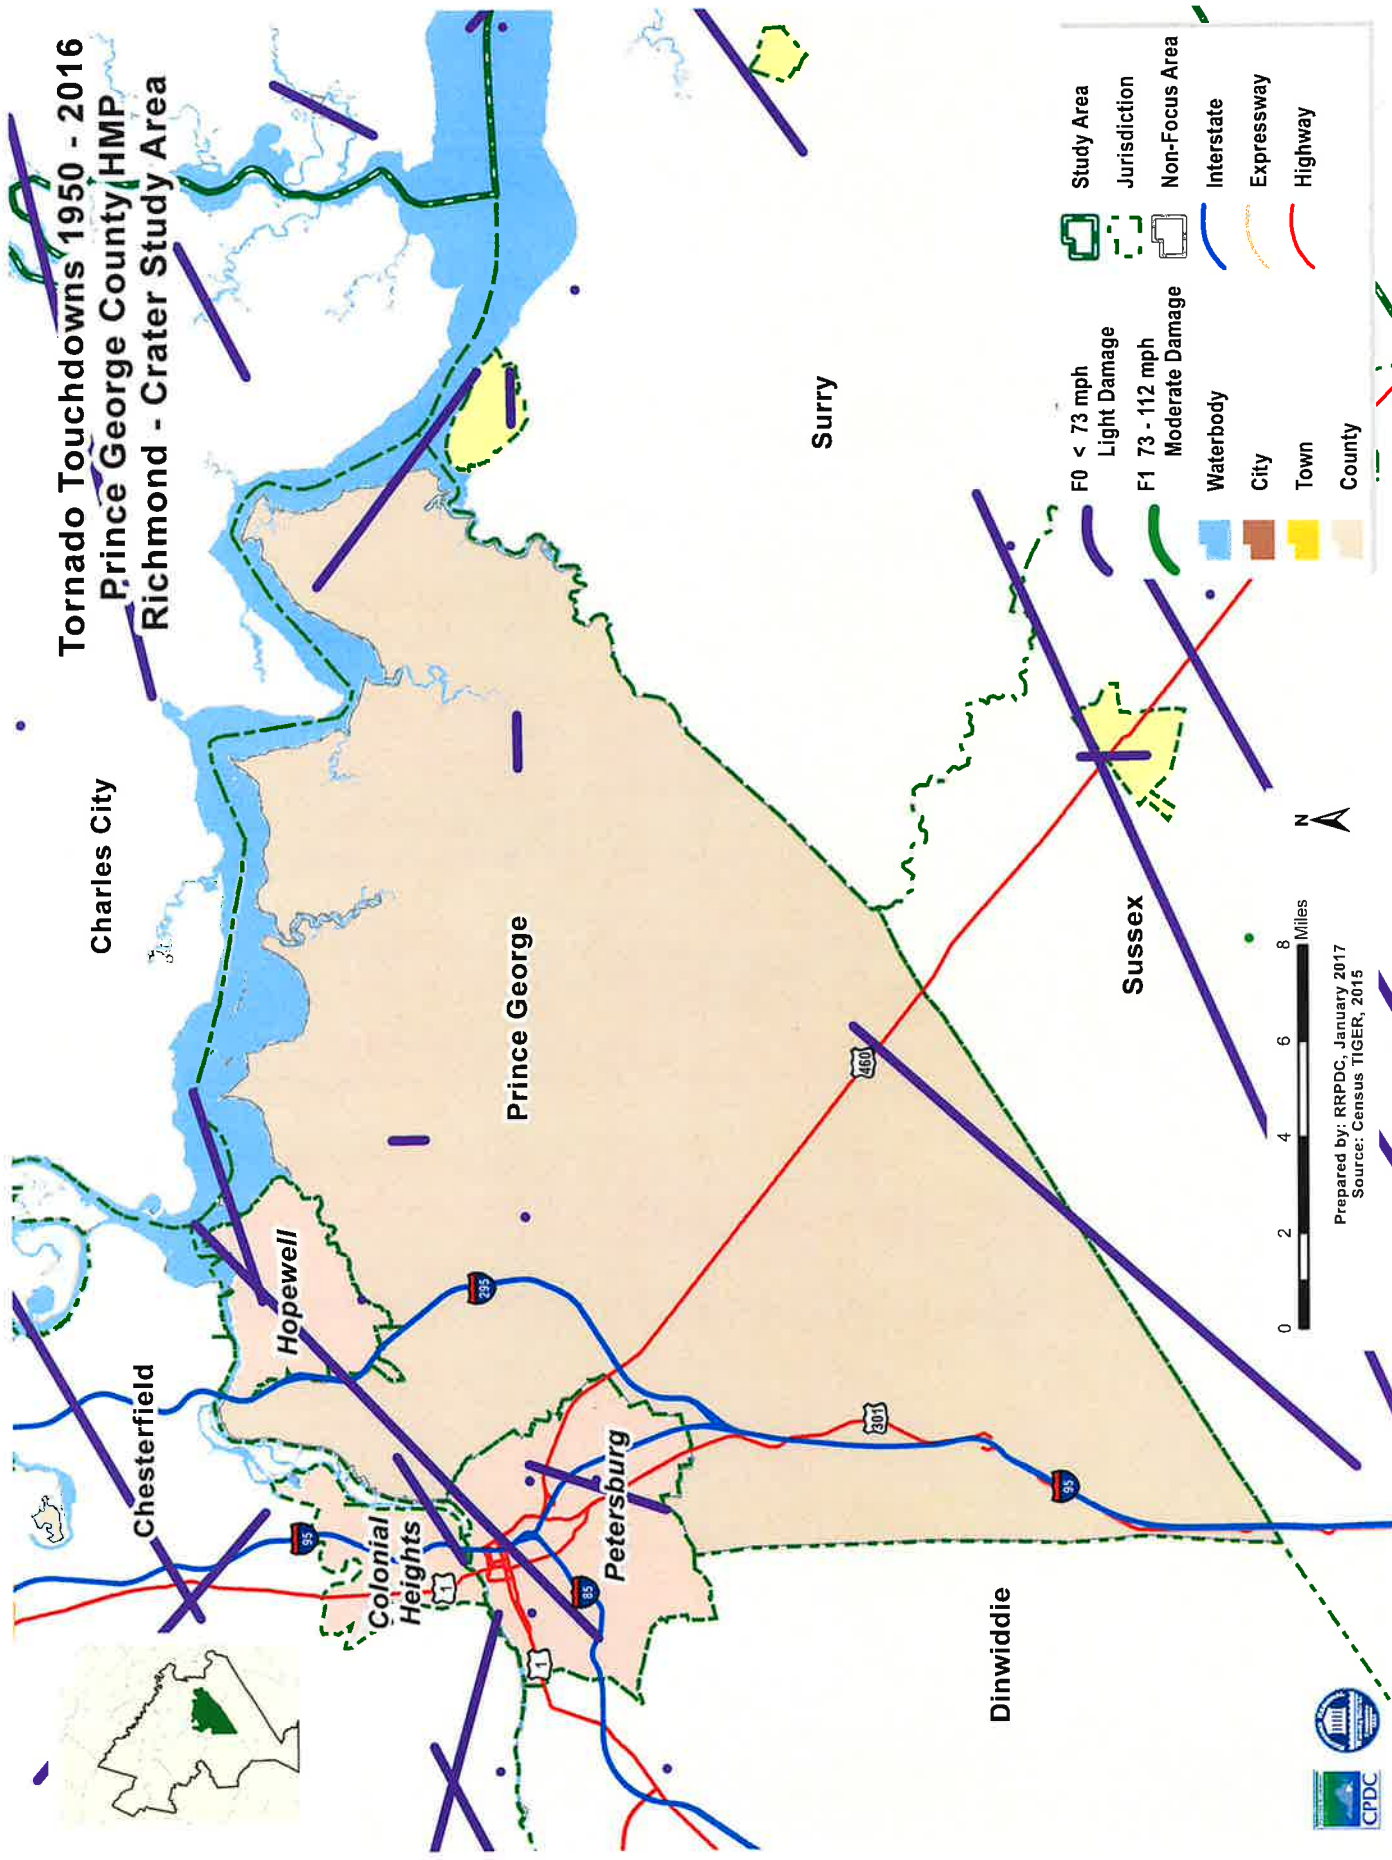 Tornado Touchdowns 1950 - 2016
Prince George County HMP
Richmond - Crater Study Area
Charles City
Chesterfield
Hopewell
Prince George
Colonial
Heights
Petersburg
Dinwiddie
Surry
Sussex
295
95
1
85
1
460
301
95
F0 < 73 mph
Light Damage
F1 73 - 112 mph
Moderate Damage
Waterbody
City
Town
County
Study Area
Jurisdiction
Non-Focus Area
Interstate
Expressway
Highway
N
0 2 4 6 8
Miles
Prepared by: RRPDC, January 2017
Source: Census TIGER, 2015
CPDC